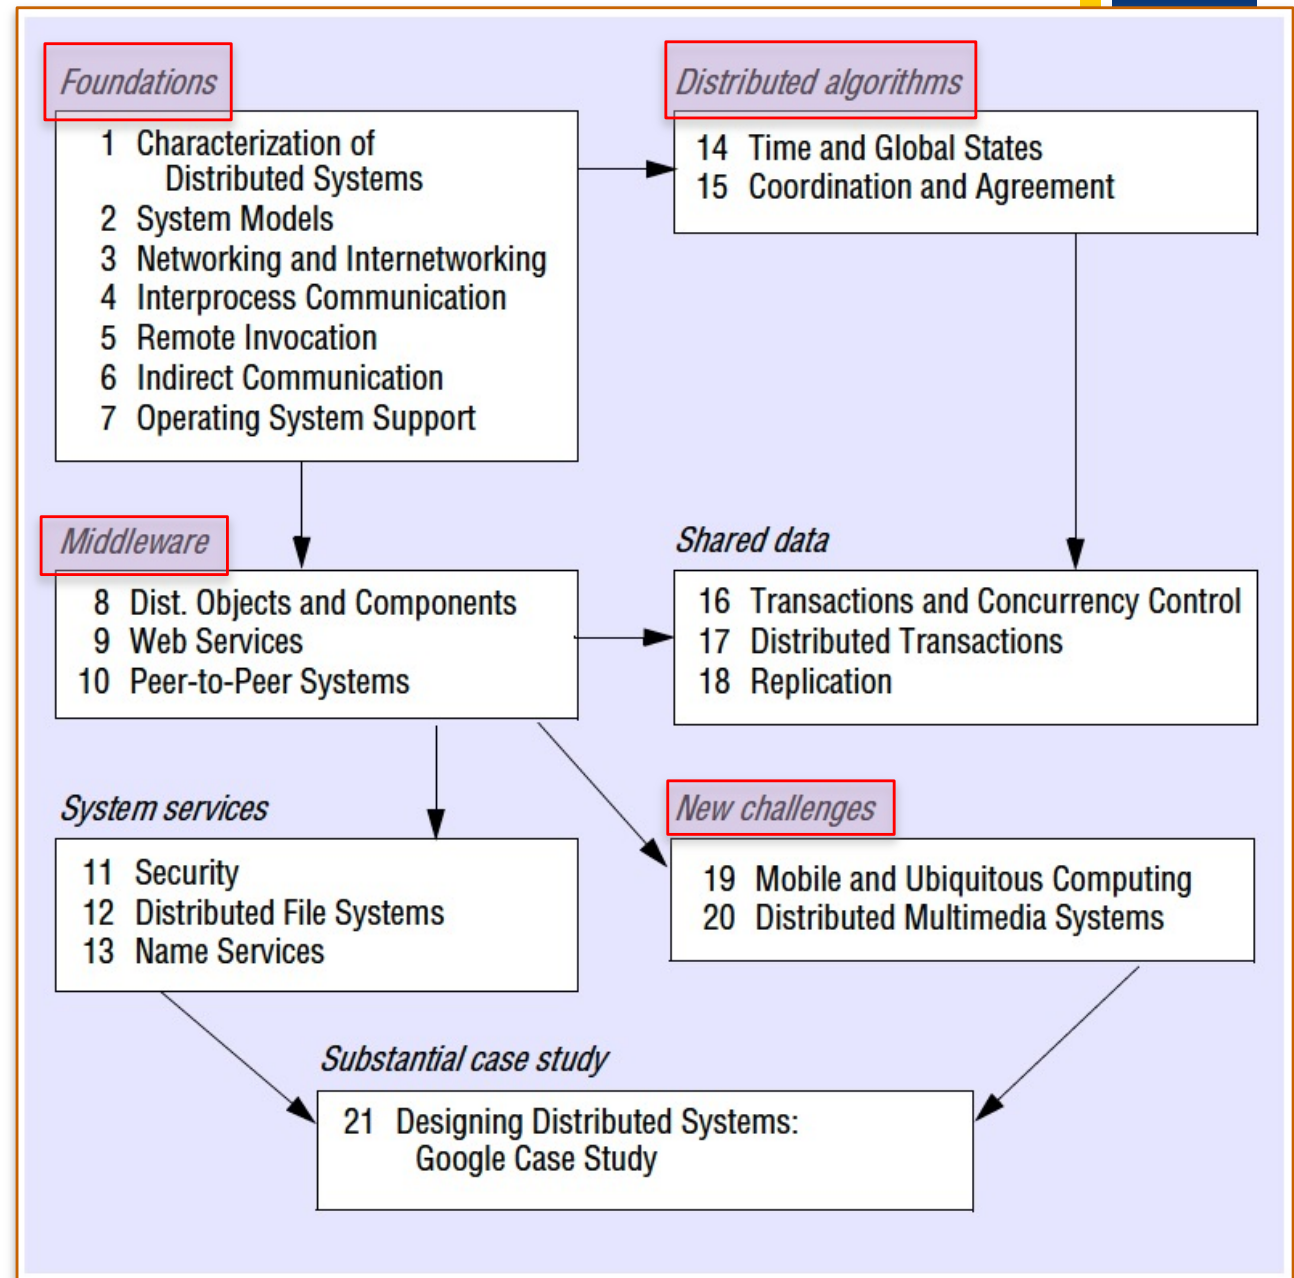 Foundations
1 Characterization of
Distributed Systems
2 System Models
3 Networking and Internetworking
4 Interprocess Communication
5 Remote Invocation
6 Indirect Communication
7 Operating System Support
Distributed algorithms
14 Time and Global States
15 Coordination and Agreement
Middleware
8 Dist. Objects and Components
9 Web Services
10 Peer-to-Peer Systems
Shared data
16 Transactions and Concurrency Control
17 Distributed Transactions
18 Replication
System services
11 Security
12 Distributed File Systems
13 Name Services
New challenges
19 Mobile and Ubiquitous Computing
20 Distributed Multimedia Systems
Substantial case study
21 Designing Distributed Systems:
Google Case Study